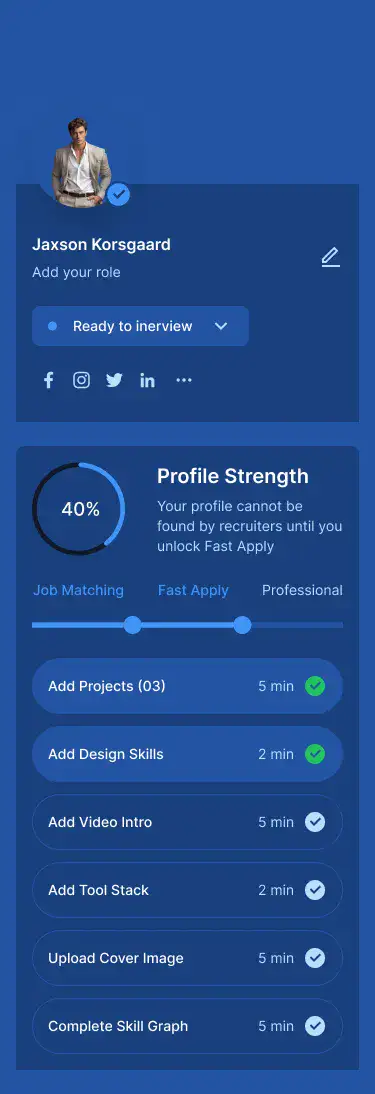 Jaxson Korsgaard
Add your role
Ready to inerview
Profile Strength
40%
Your profile cannot be
found by recruiters until you
unlock Fast Apply
Job Matching Fast Apply Professional
Add Projects (03) 5 min
Add Design Skills 2 min
Add Video Intro 5 min
Add Tool Stack 2 min
Upload Cover Image 5 min
Complete Skill Graph 5 min